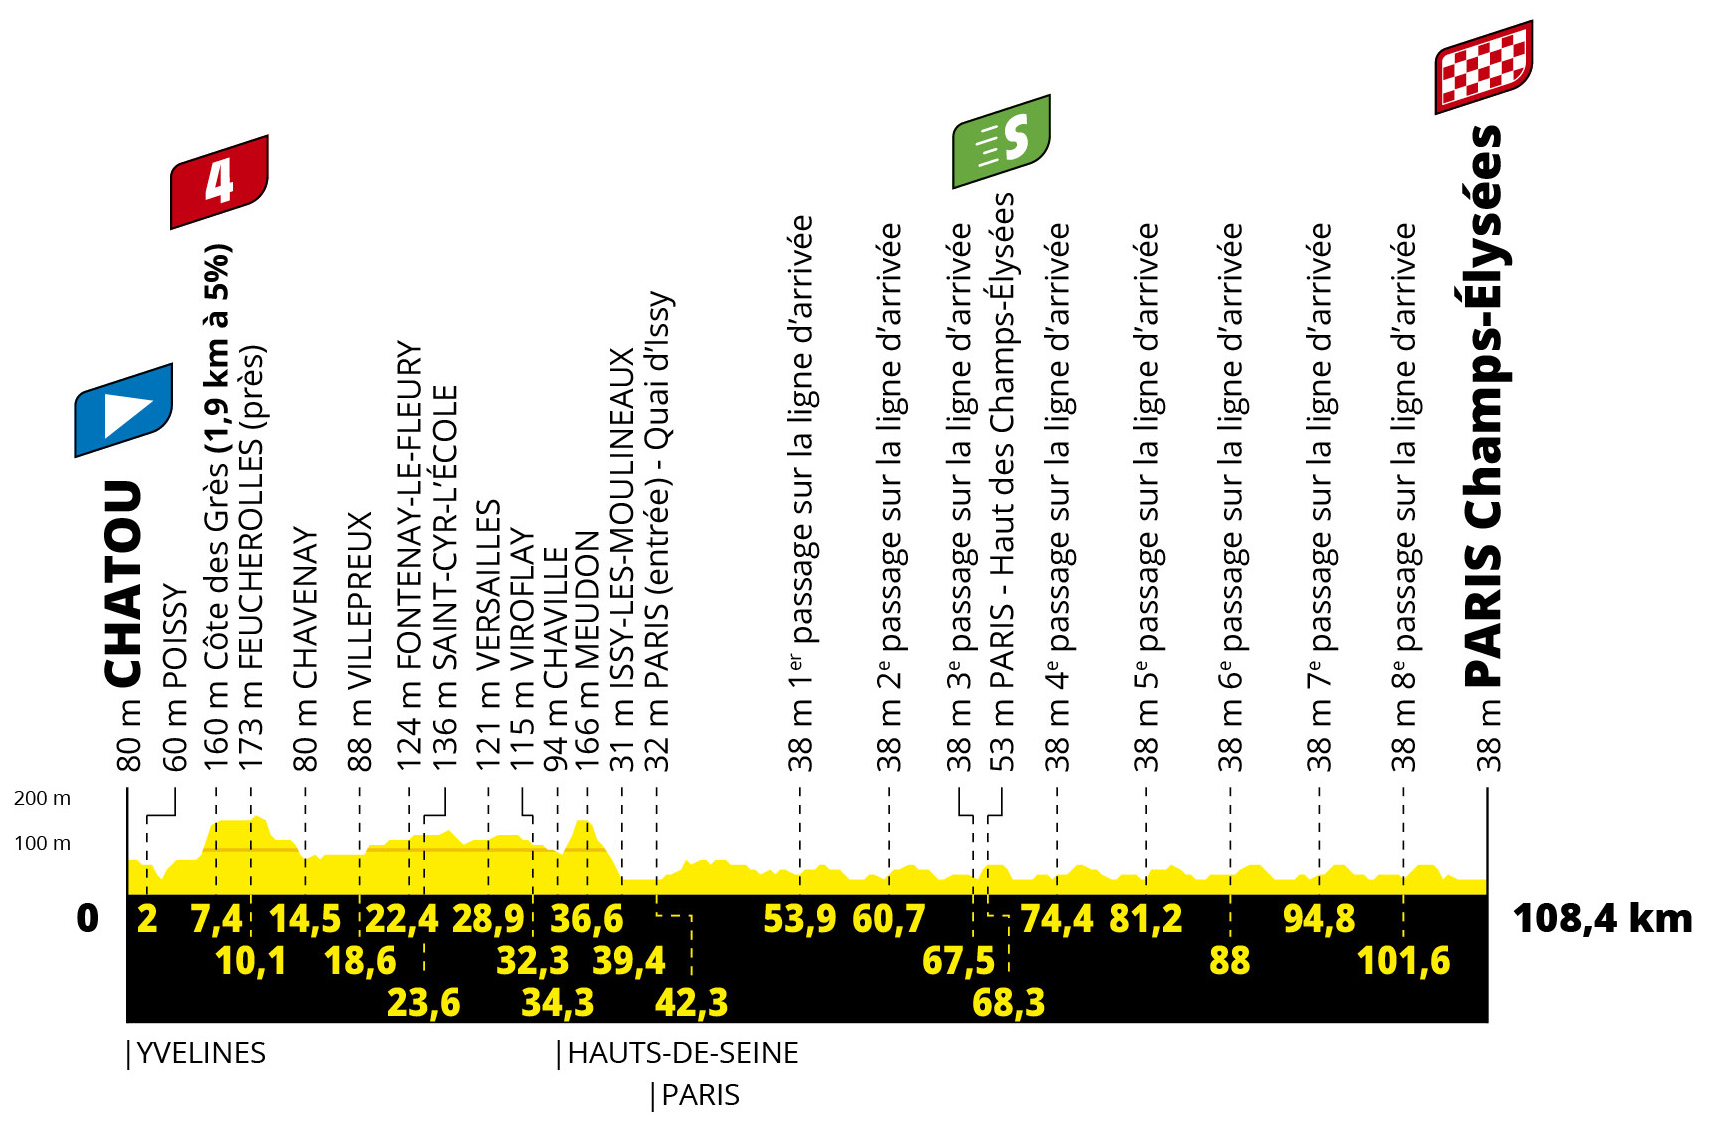 4
S
80 m CHATOU
60 m POISSY
160 m Côte des Grès (1,9 km à 5%)
173 m FEUCHEROLLES (près)
80 m CHAVENAY
88 m VILLEPREUX
124 m FONTENAY-LE-FLEURY
136 m SAINT-CYR-L'ÉCOLE
121 m VERSAILLES
115 m VIROFLAY
94 m CHAVILLE
166 m MEUDON
31 m ISSY-LES-MOULINEAUX
32 m PARIS (entrée) - Quai d'Issy
38 m 1er passage sur la ligne d'arrivée
38 m 2e passage sur la ligne d'arrivée
38 m 3e passage sur la ligne d'arrivée
53 m PARIS - Haut des Champs-Élysées
38 m 4e passage sur la ligne d'arrivée
38 m 5e passage sur la ligne d'arrivée
38 m 6e passage sur la ligne d'arrivée
38 m 7e passage sur la ligne d'arrivée
38 m 8e passage sur la ligne d'arrivée
38 m PARIS Champs-Élysées
200 m
100 m
0 2 7,4 14,5 22,4 28,9 36,6 53,9 60,7 74,4 81,2 94,8 108,4 km
10,1 18,6 32,3 39,4 67,5 88 101,6
23,6 34,3 42,3 68,3
|YVELINES |HAUTS-DE-SEINE
|PARIS